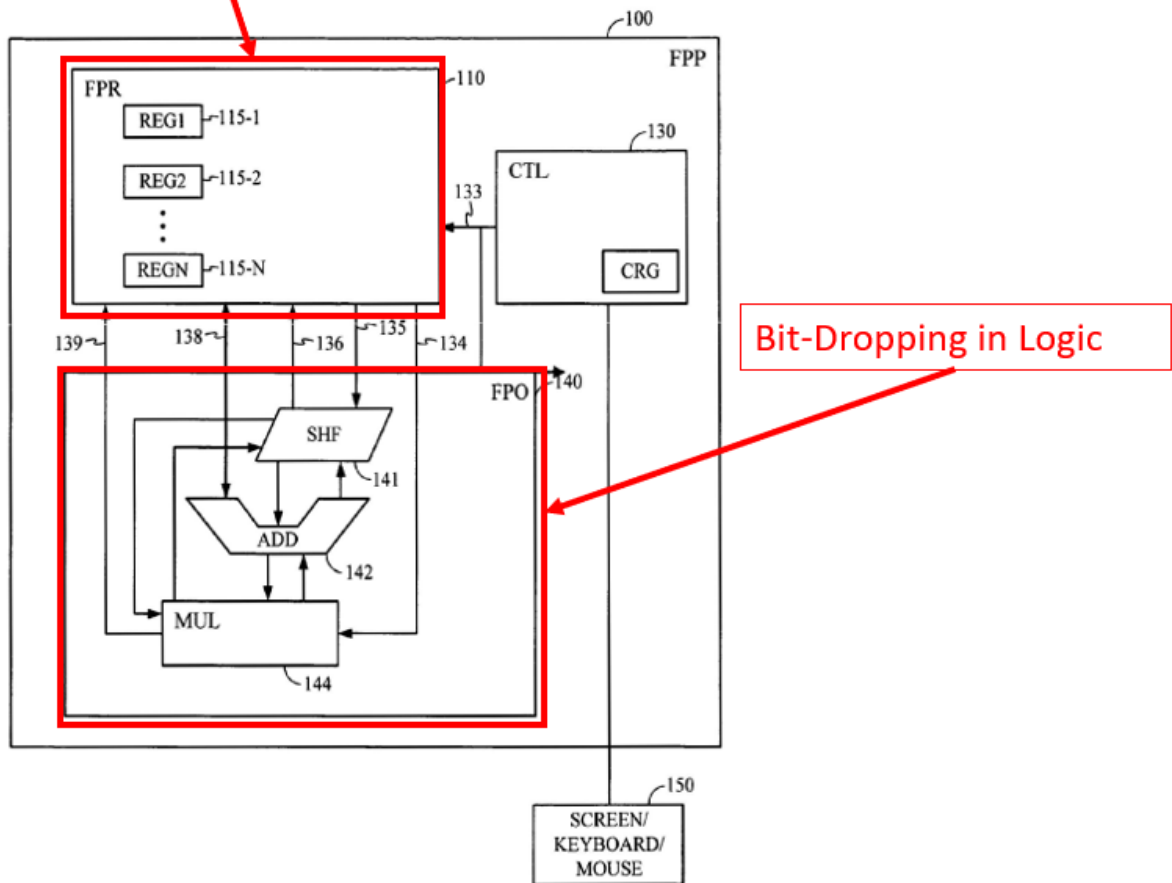 100
FPP
FPR
110
REG1 115-1
130
CTL
REG2 115-2
133
REGN 115-N
CRG
139 138 136 135 134
Bit-Dropping in Logic
FPO 140
SHF
141
ADD
142
MUL
144
150
SCREEN/
KEYBOARD/
MOUSE